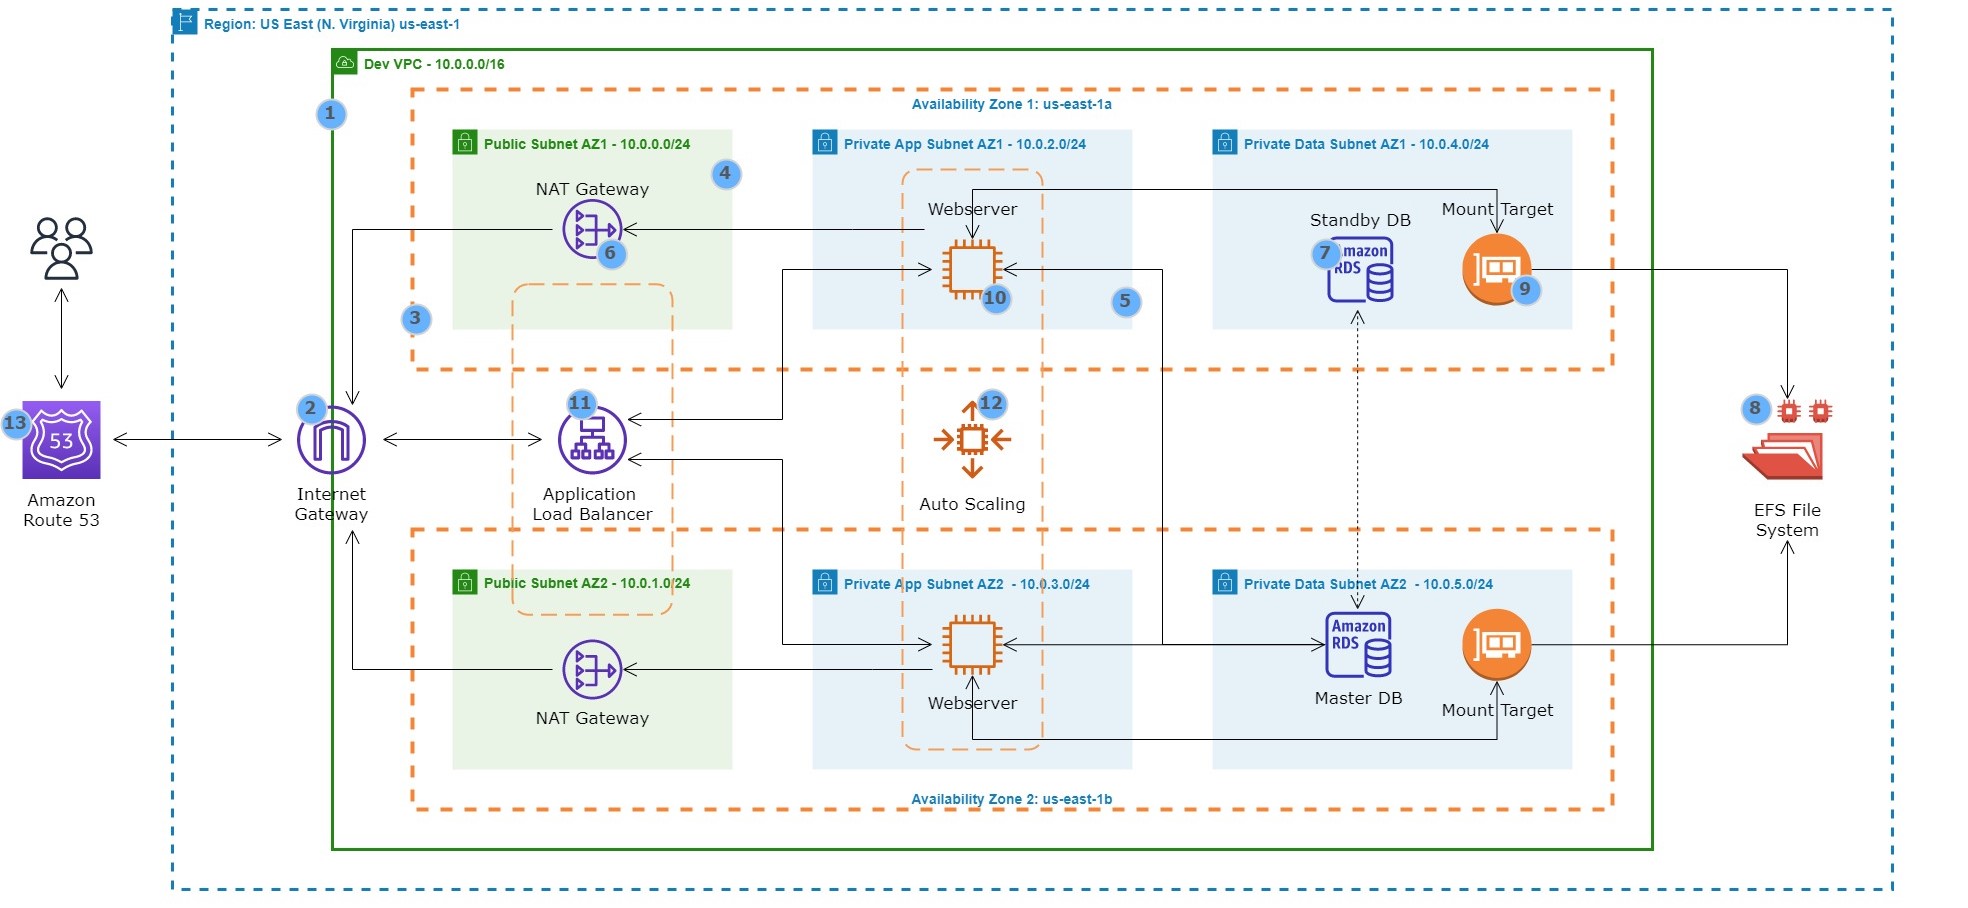 Region: US East (N. Virginia) us-east-1
Dev VPC - 10.0.0.0/16
1
Availability Zone 1: us-east-1a
Public Subnet AZ1 - 10.0.0.0/24
Private App Subnet AZ1 - 10.0.2.0/24
Private Data Subnet AZ1 - 10.0.4.0/24
4
NAT Gateway
6
Webserver
10
5
Standby DB
7
Amazon
RDS
Mount Target
9
3
13
53
Amazon
Route 53
2
Internet
Gateway
11
Application
Load Balancer
12
Auto Scaling
8
EFS File
System
Public Subnet AZ2 - 10.0.1.0/24
Private App Subnet AZ2 - 10.0.3.0/24
Private Data Subnet AZ2 - 10.0.5.0/24
NAT Gateway
Webserver
Amazon
RDS
Master DB
Mount Target
Availability Zone 2: us-east-1b